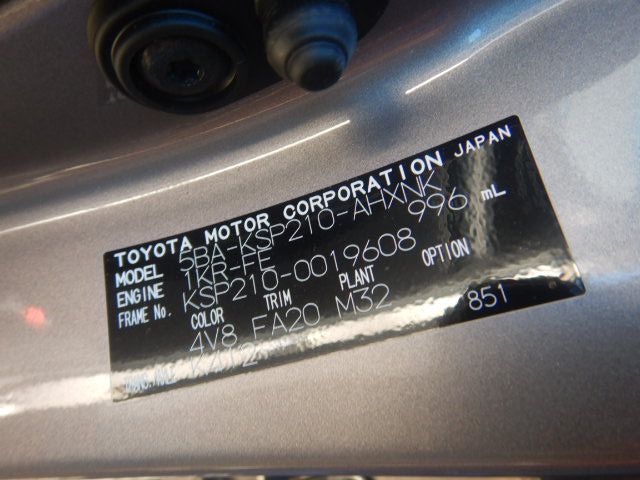 TOYOTA MOTOR CORPORATION JAPAN
MODEL 5BA-KSP210-AHXNK
ENGINE 1KR-FE 996 mL
FRAME No. KSP210-0019608
COLOR TRIM PLANT OPTION
4V8 FA20 M32 851